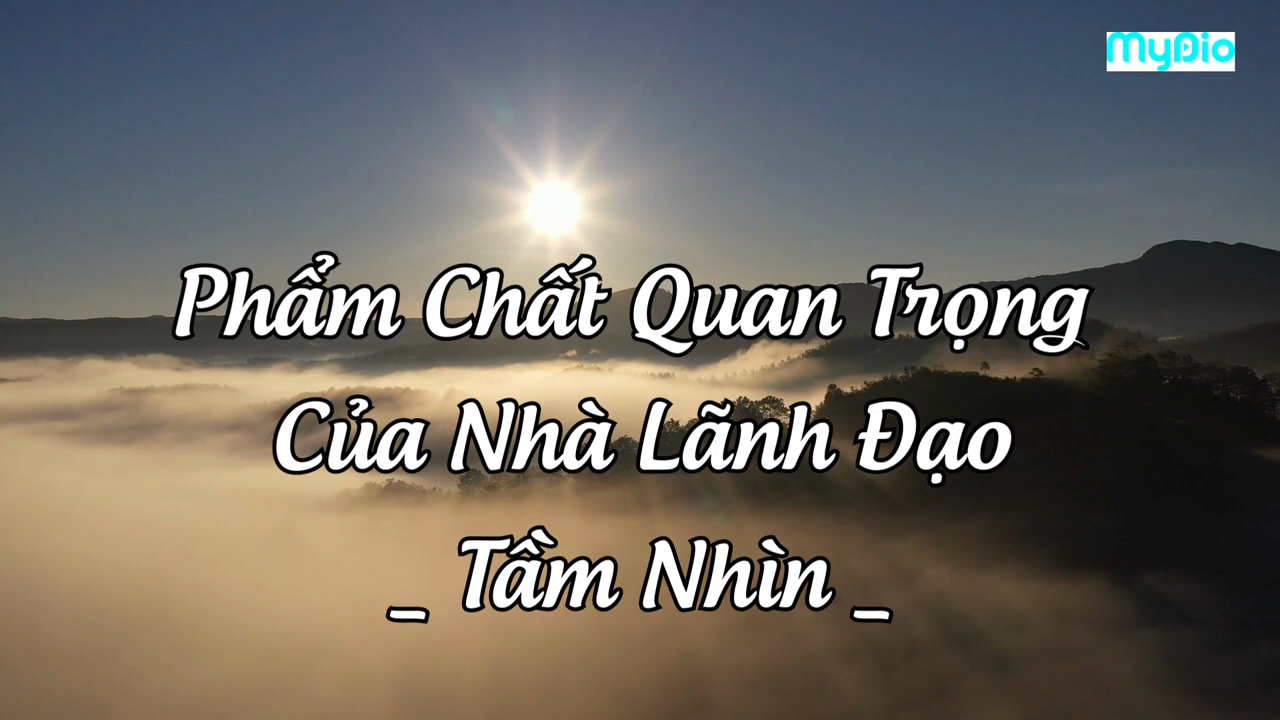 MyDio
Phẩm Chất Quan Trọng
Của Nhà Lãnh Đạo
_ Tầm Nhìn _